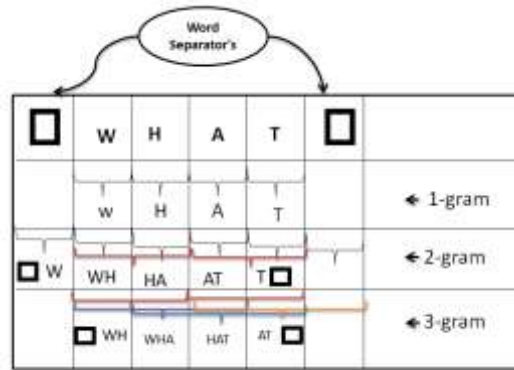 Word
Separator's
W H A T
w H A T ← 1-gram
□ W WH HA AT T □ ← 2-gram
□ WH WHA HAT AT □ ← 3-gram